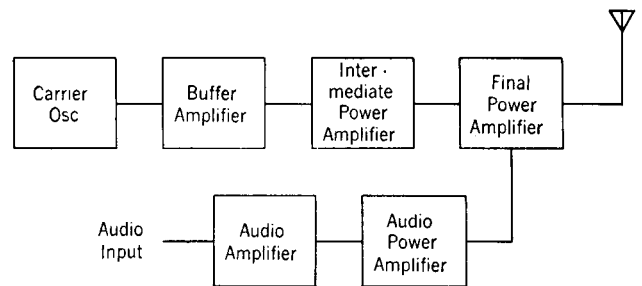 Carrier
Osc
Buffer
Amplifier
Inter-
mediate
Power
Amplifier
Final
Power
Amplifier
Audio
Input
Audio
Amplifier
Audio
Power
Amplifier